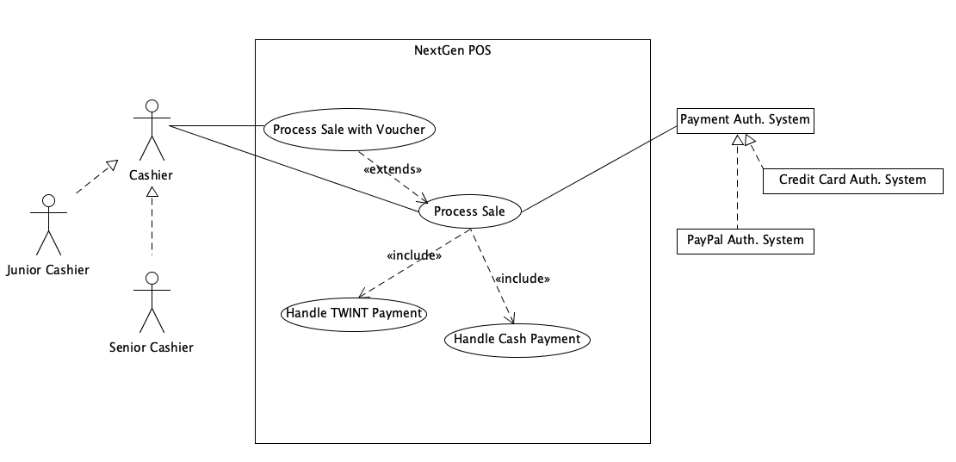 NextGen POS
Process Sale with Voucher
Payment Auth. System
«extends»
Cashier
Credit Card Auth. System
Process Sale
PayPal Auth. System
Junior Cashier
«include»
«include»
Handle TWINT Payment
Handle Cash Payment
Senior Cashier